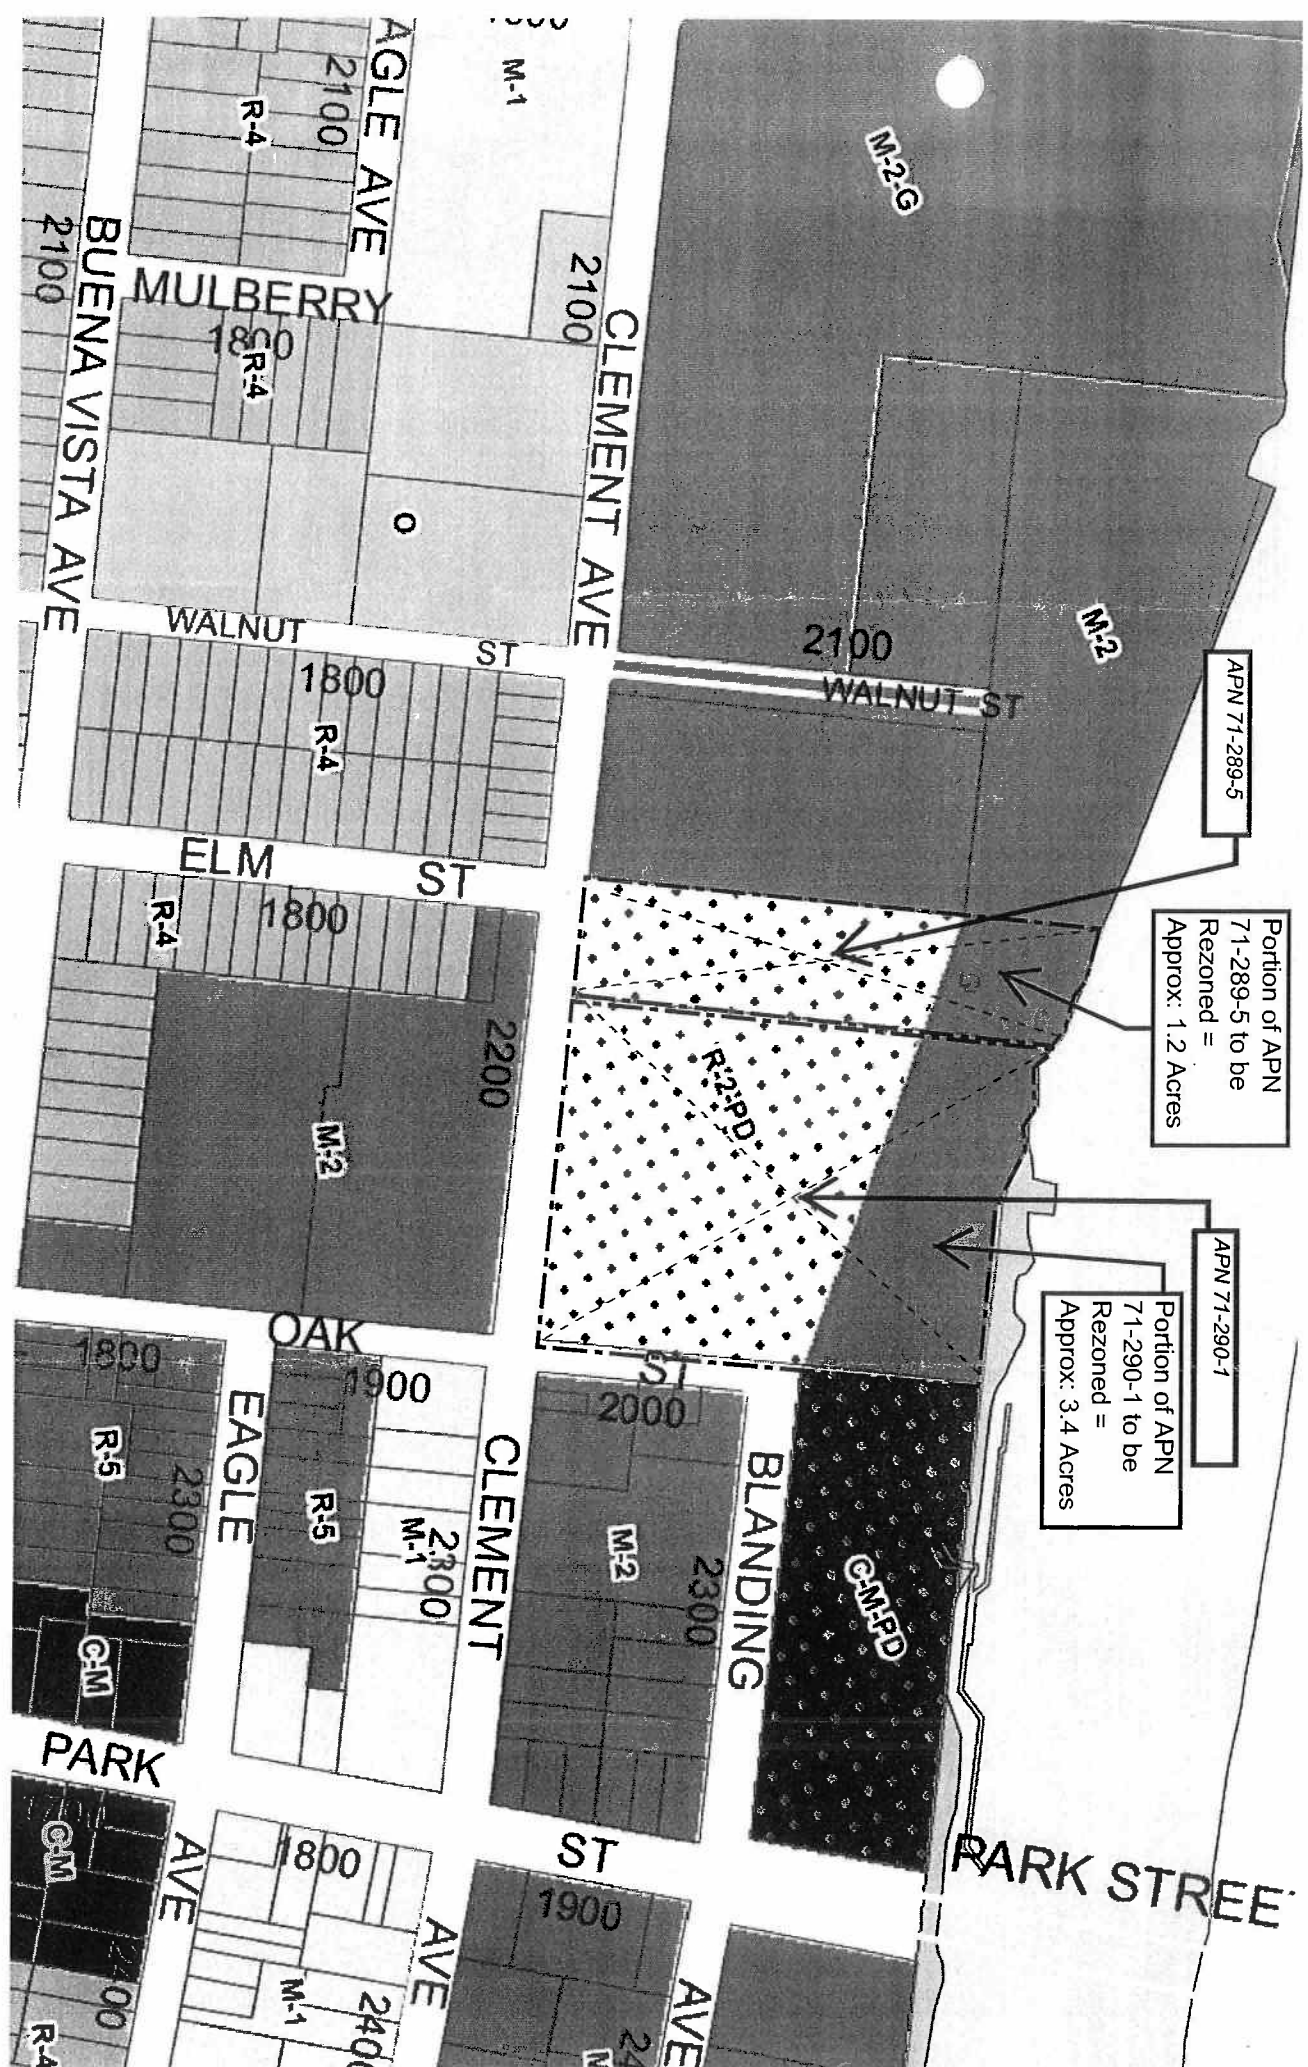 APN 71-289-5
Portion of APN
71-289-5 to be
Rezoned =
Approx: 1.2 Acres
APN 71-290-1
Portion of APN
71-290-1 to be
Rezoned =
Approx: 3.4 Acres
M-2-G
M-2
2100
WALNUT ST
G
R-2-PD
C-M-PD
PARK STREE
M-1
2100
CLEMENT AVE
AGLE AVE
2100
R-4
MULBERRY
1800
R-4
O
BUENA VISTA AVE
2100
WALNUT ST
1800
R-4
ELM ST
1800
R-4
2200
M-2
OAK ST
1800
R-5
2300
EAGLE AVE
1900
R-5
M-1
2300
CLEMENT AVE
2000
M-2
2300
BLANDING AVE
C-M
PARK ST
C-M
R-4
1800
M-1
240
1900
24